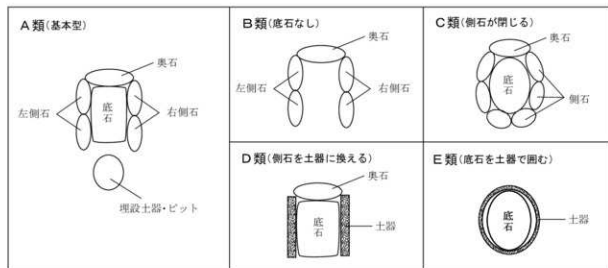 A類(基本型)
奥石
左側石
底石
右側石
埋設土器・ピット
B類(底石なし)
奥石
左側石
右側石
C類(側石が閉じる)
奥石
底石
側石
D類(側石を土器に換える)
奥石
底石
土器
E類(底石を土器で囲む)
底石
土器